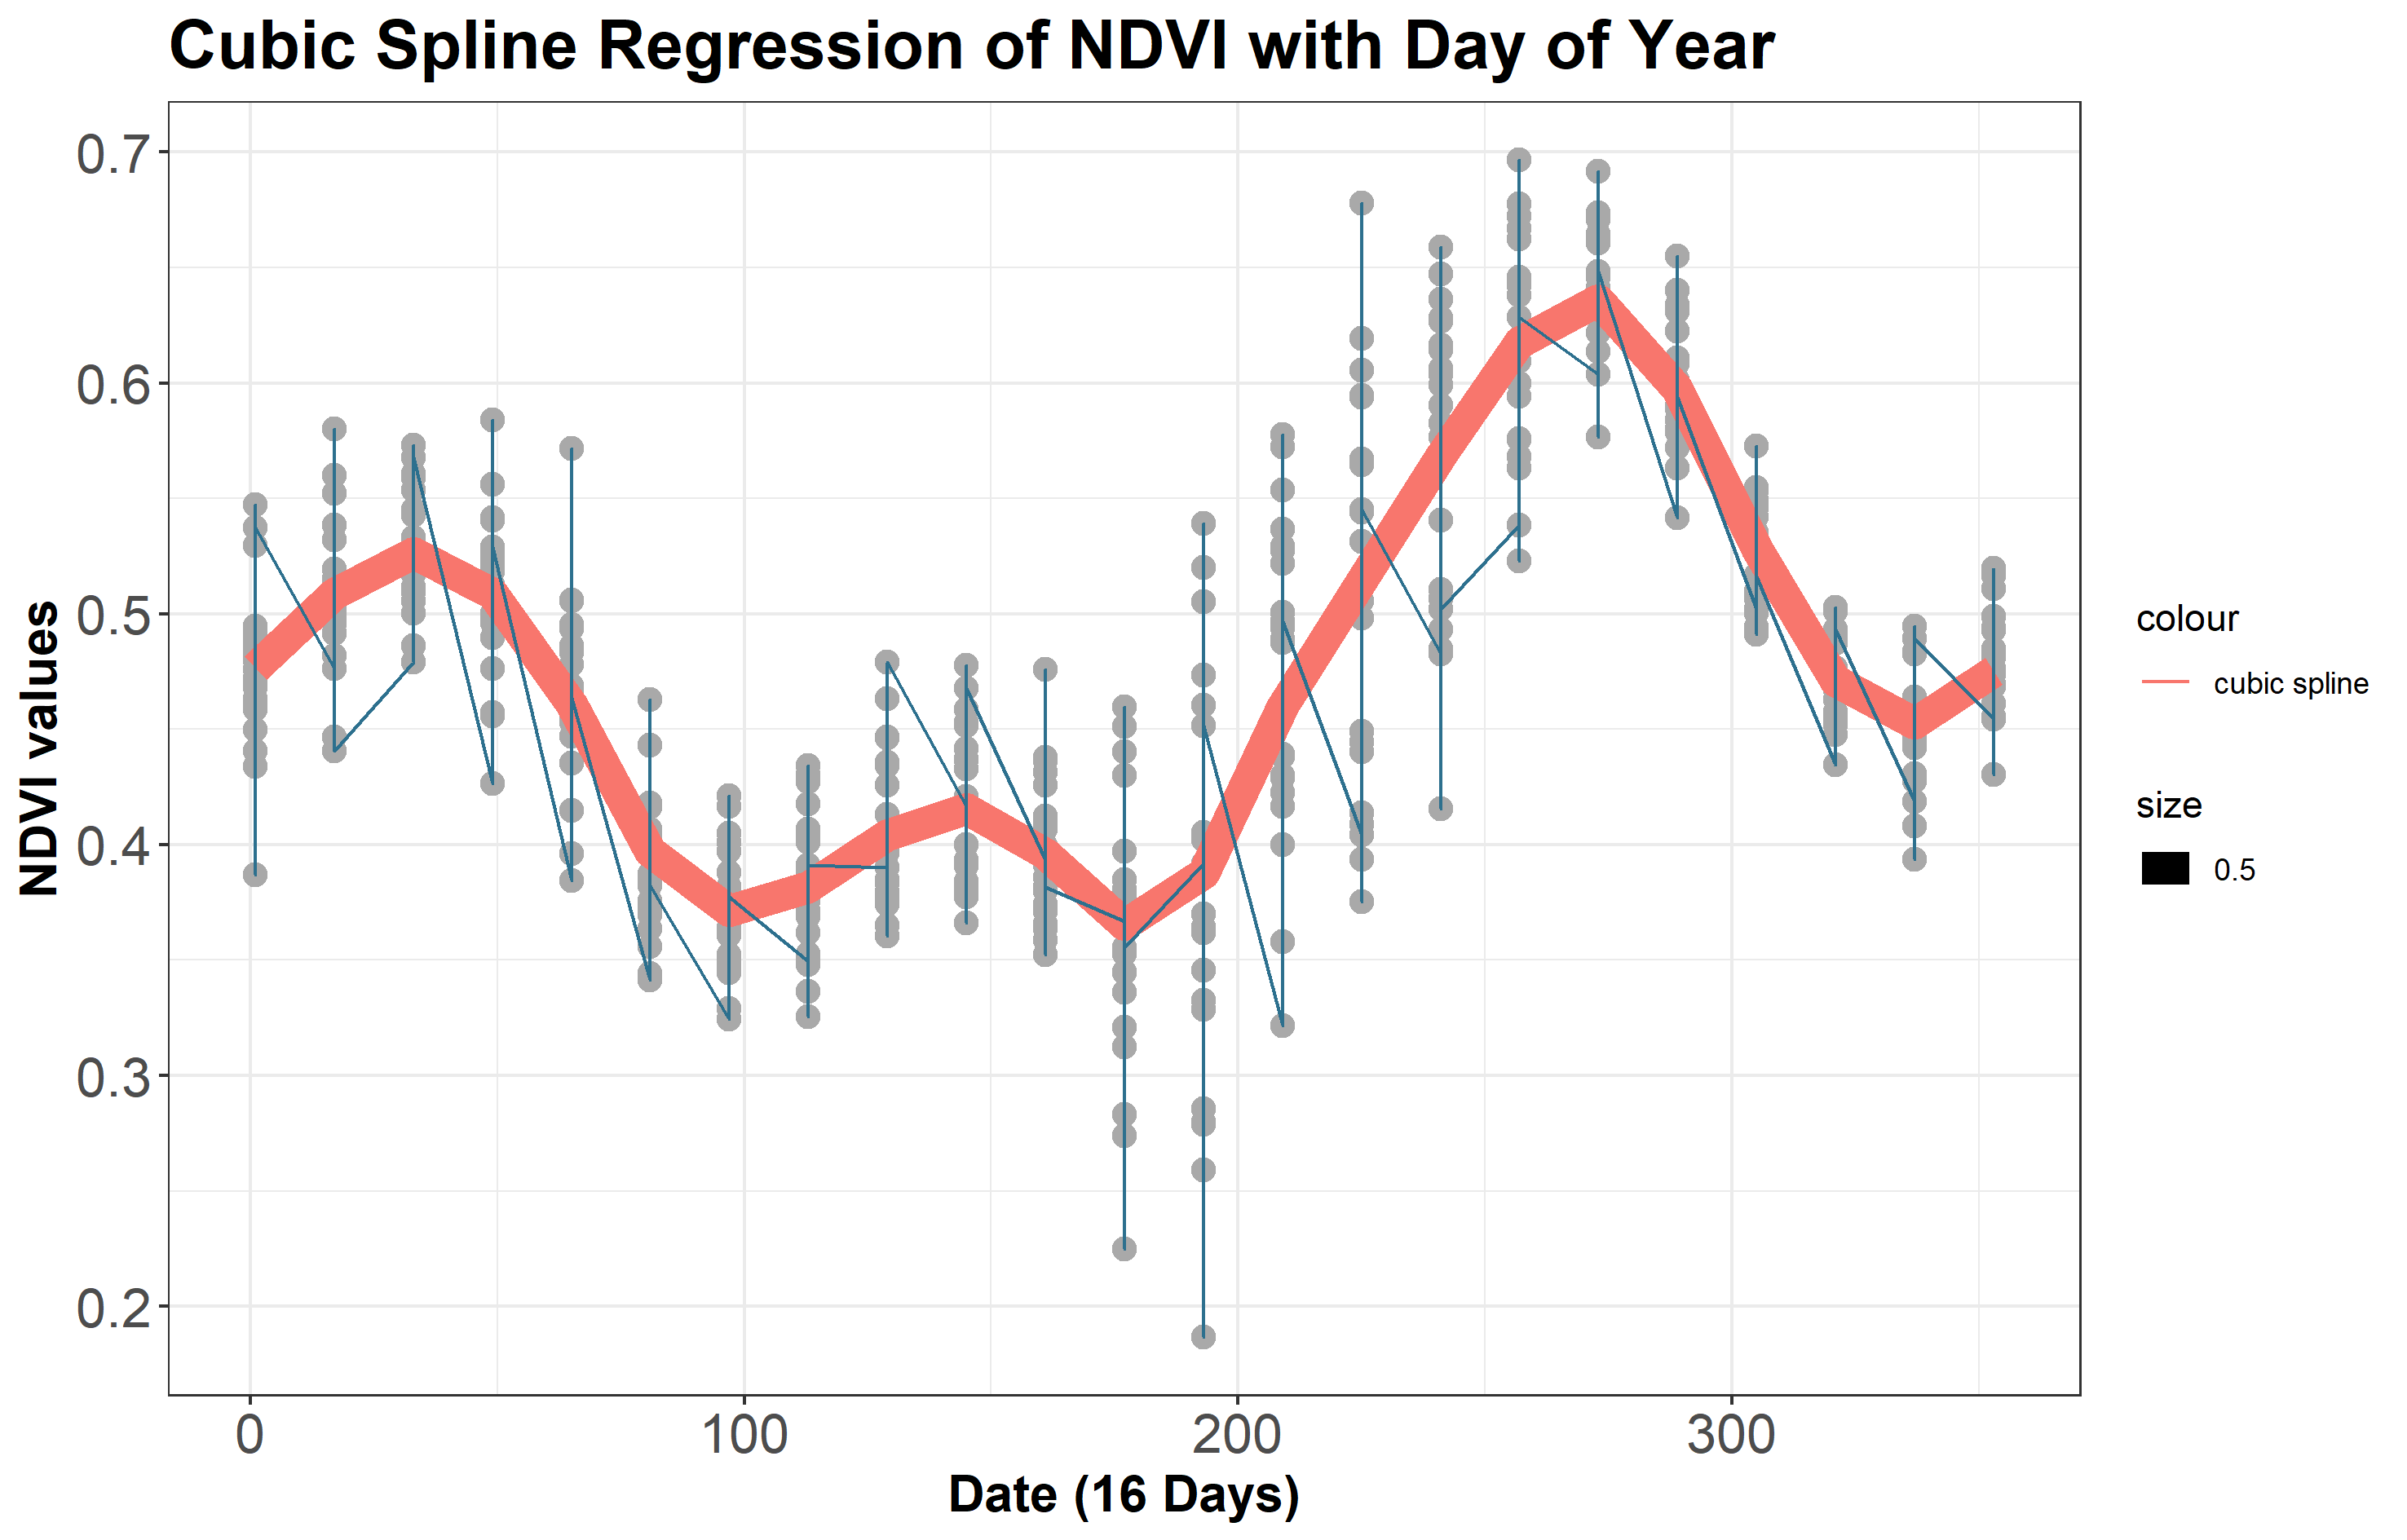 Cubic Spline Regression of NDVI with Day of Year
NDVI values
0.7
0.6
0.5
0.4
0.3
0.2
0
100
200
300
Date (16 Days)
colour
cubic spline
size
0.5